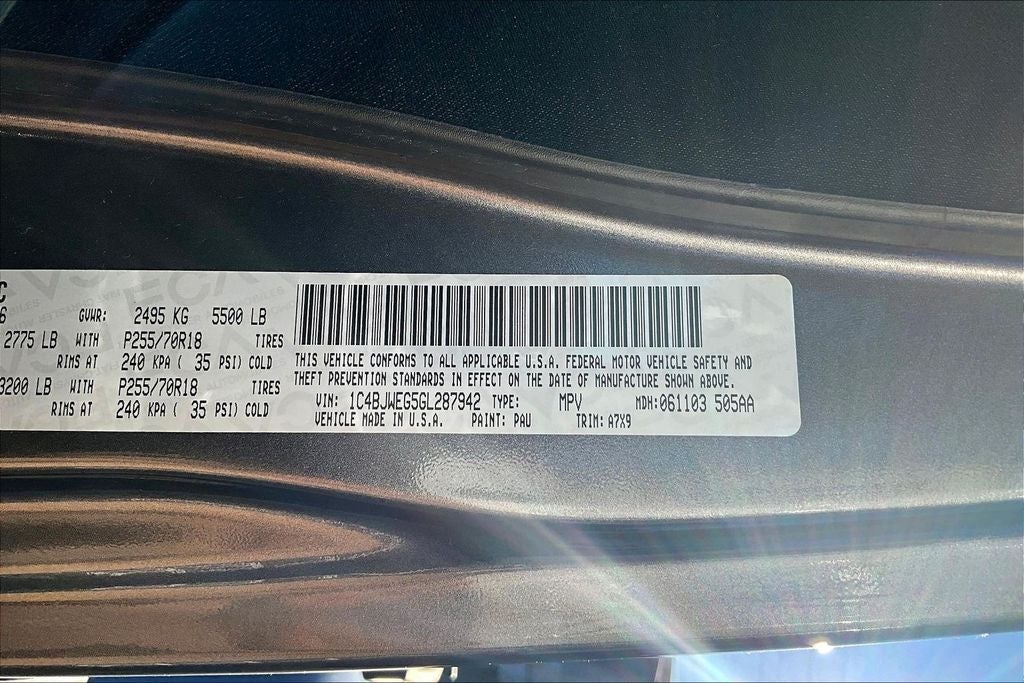 C
6 GVWR: 2495 KG 5500 LB
2775 LB WITH P255/70R18 TIRES
RIMS AT 240 KPA ( 35 PSI) COLD
3200 LB WITH P255/70R18 TIRES
RIMS AT 240 KPA ( 35 PSI) COLD
THIS VEHICLE CONFORMS TO ALL APPLICABLE U.S.A. FEDERAL MOTOR VEHICLE SAFETY AND
THEFT PREVENTION STANDARDS IN EFFECT ON THE DATE OF MANUFACTURE SHOWN ABOVE.
VIN: 1C4BJWEG5GL287942 TYPE: MPV MDH: 061103 505AA
VEHICLE MADE IN U.S.A. PAINT: PAU TRIM: A7X9